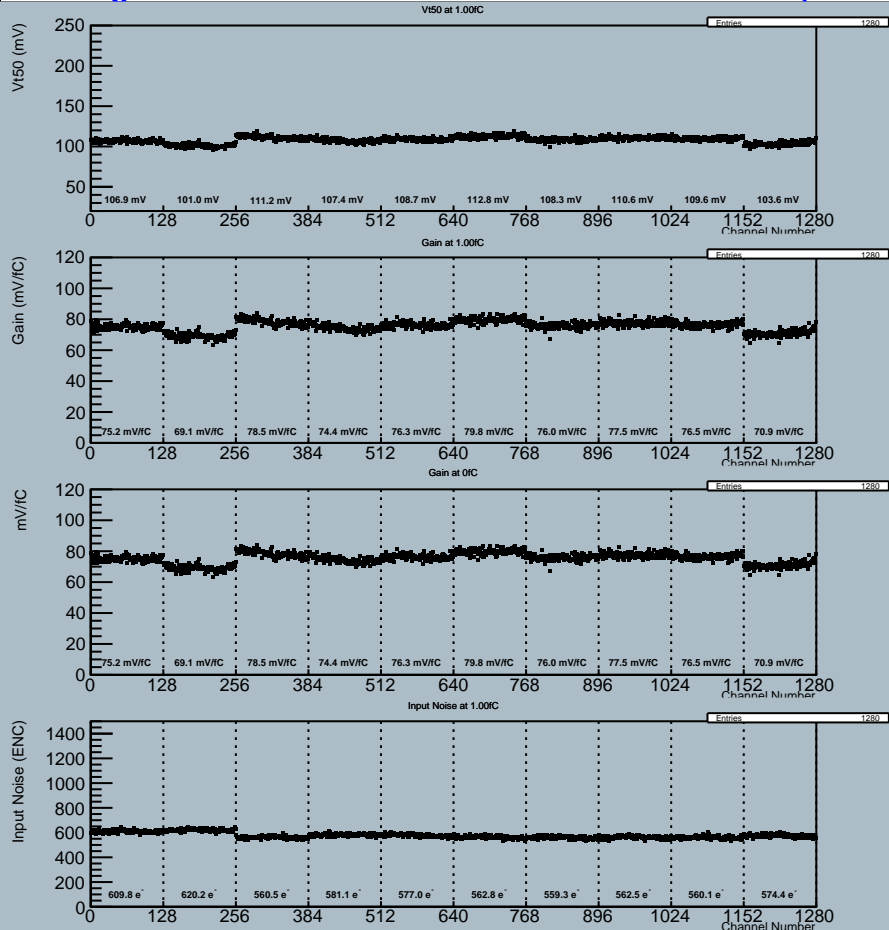 Vt50 at 1.00fC
Entries 1280
Vt50 (mV)
250
200
150
100
50
106.9 mV 101.0 mV 111.2 mV 107.4 mV 108.7 mV 112.8 mV 108.3 mV 110.6 mV 109.6 mV 103.6 mV
0 128 256 384 512 640 768 896 1024 1152 1280
Channel Number
Gain at 1.00fC
Entries 1280
Gain (mV/fC)
120
100
80
60
40
20
0
75.2 mV/fC 69.1 mV/fC 78.5 mV/fC 74.4 mV/fC 76.3 mV/fC 79.8 mV/fC 76.0 mV/fC 77.5 mV/fC 76.5 mV/fC 70.9 mV/fC
0 128 256 384 512 640 768 896 1024 1152 1280
Channel Number
Gain at 0fC
Entries 1280
mV/fC
120
100
80
60
40
20
0
75.2 mV/fC 69.1 mV/fC 78.5 mV/fC 74.4 mV/fC 76.3 mV/fC 79.8 mV/fC 76.0 mV/fC 77.5 mV/fC 76.5 mV/fC 70.9 mV/fC
0 128 256 384 512 640 768 896 1024 1152 1280
Channel Number
Input Noise at 1.00fC
Entries 1280
Input Noise (ENC)
1400
1200
1000
800
600
400
200
0
609.8 e⁻ 620.2 e⁻ 560.5 e⁻ 581.1 e⁻ 577.0 e⁻ 562.8 e⁻ 559.3 e⁻ 562.5 e⁻ 560.1 e⁻ 574.4 e⁻
0 128 256 384 512 640 768 896 1024 1152 1280
Channel Number